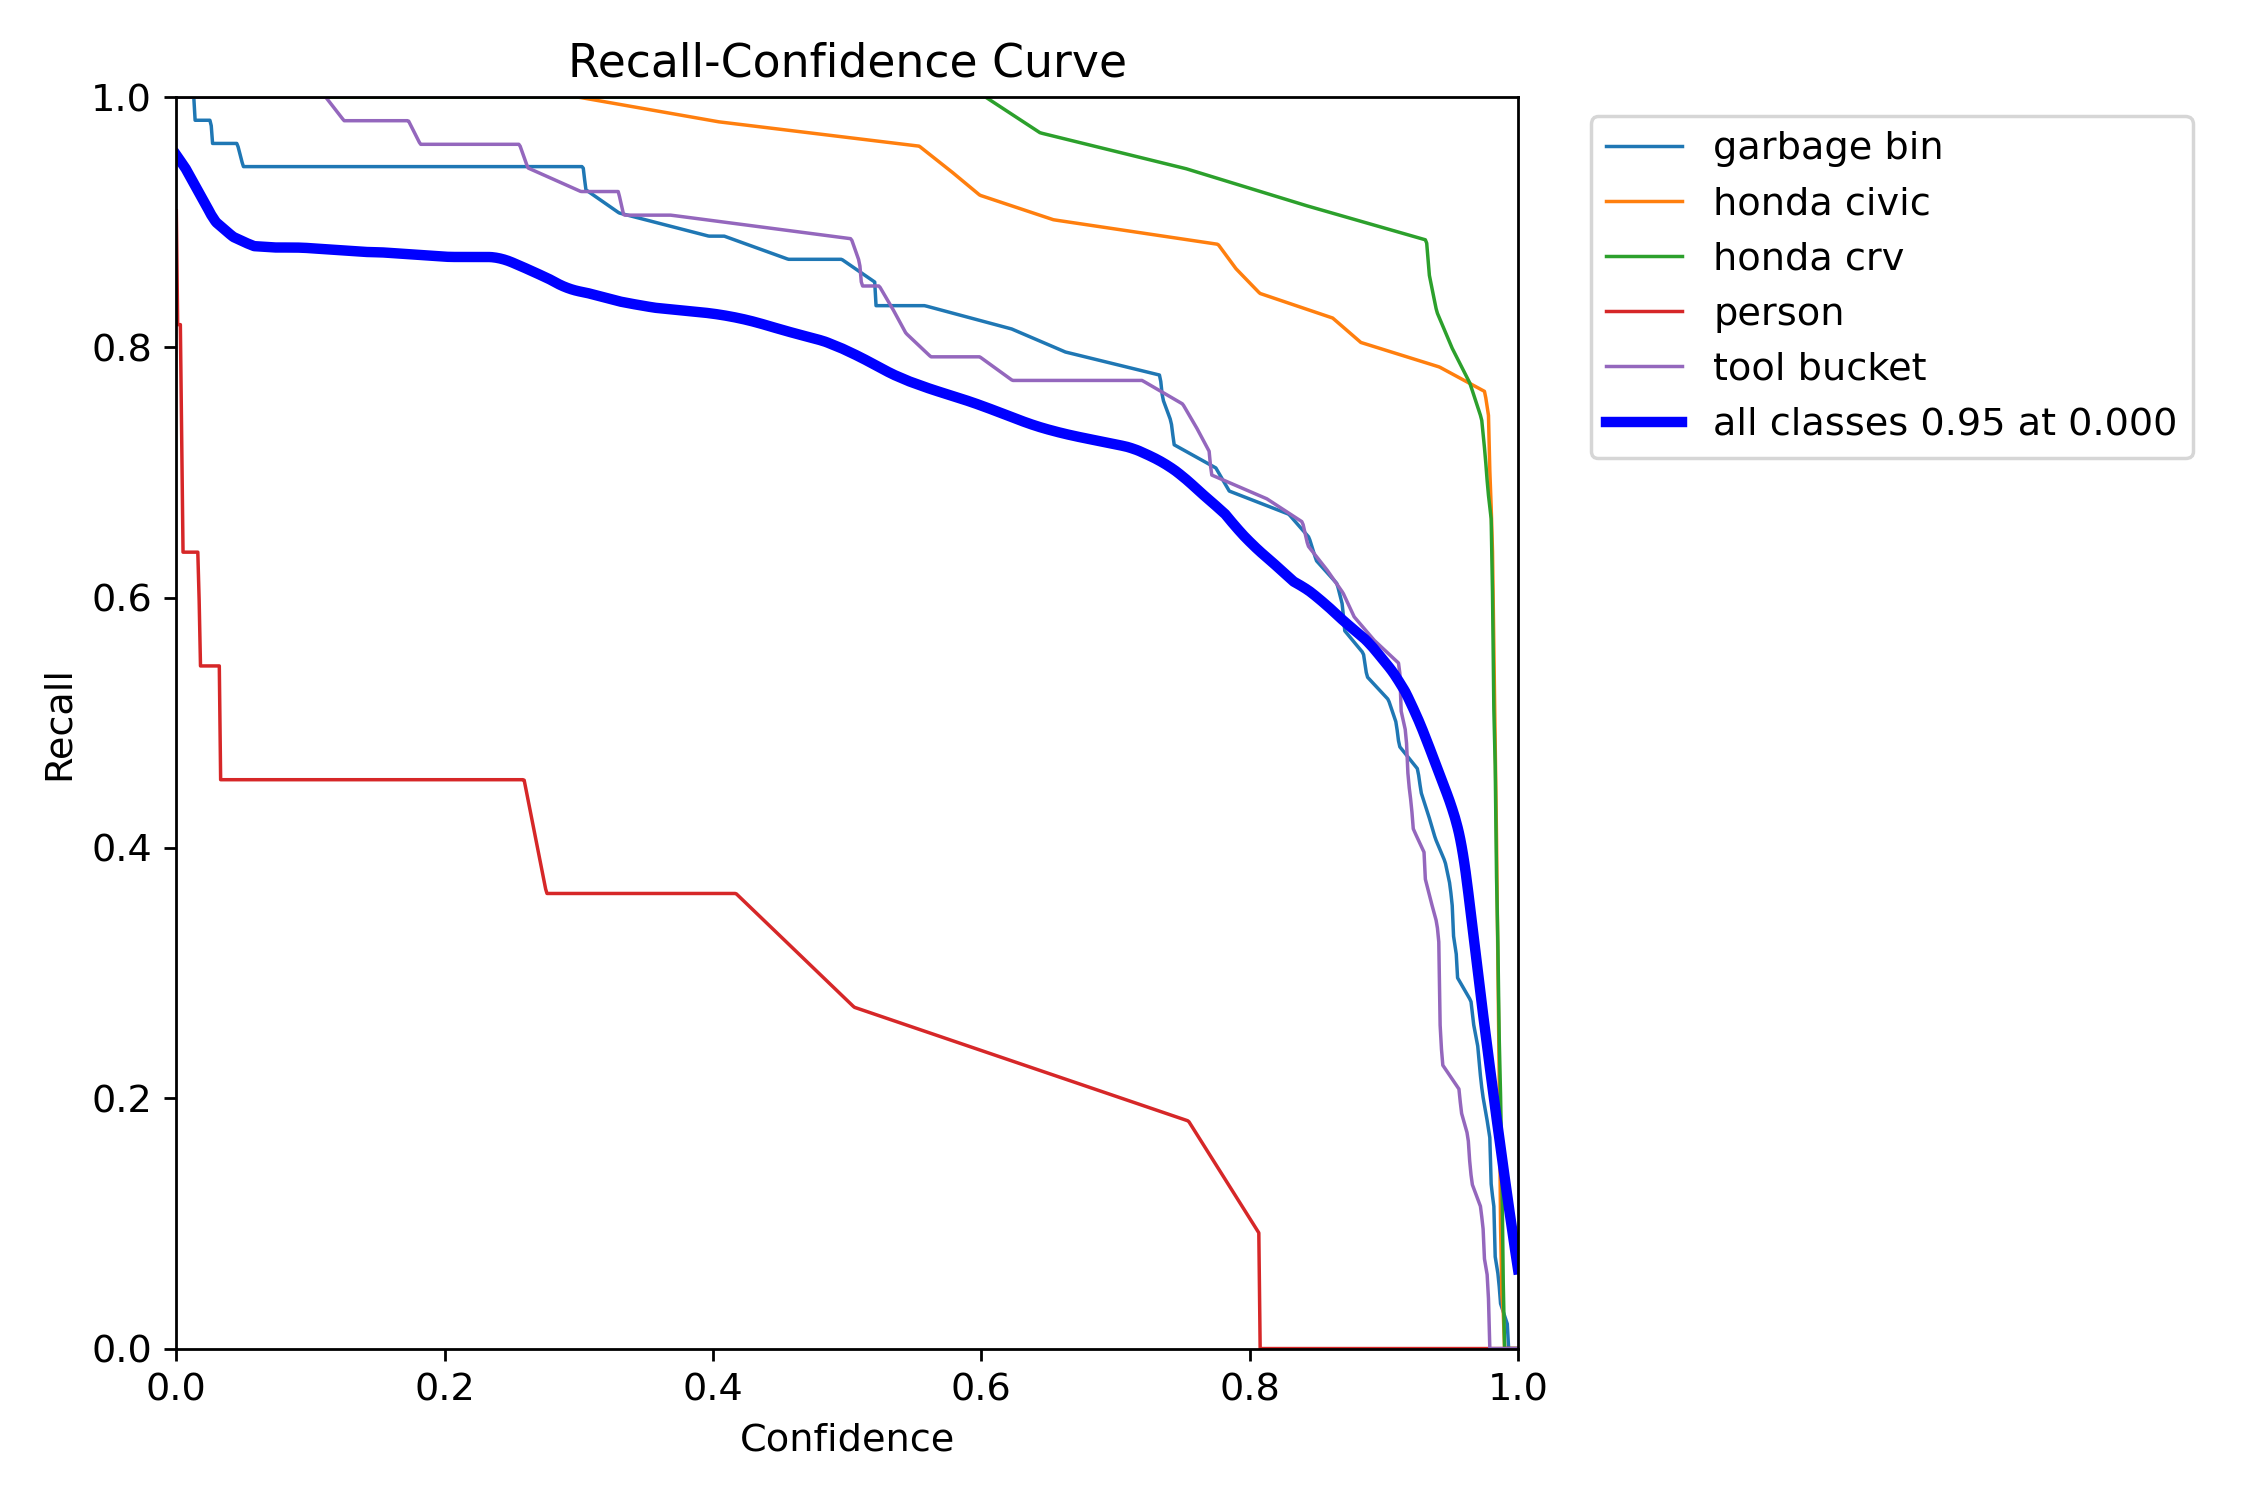 Recall-Confidence Curve
1.0
0.8
0.6
0.4
0.2
0.0
Recall
0.0 0.2 0.4 0.6 0.8 1.0
Confidence
garbage bin
honda civic
honda crv
person
tool bucket
all classes 0.95 at 0.000